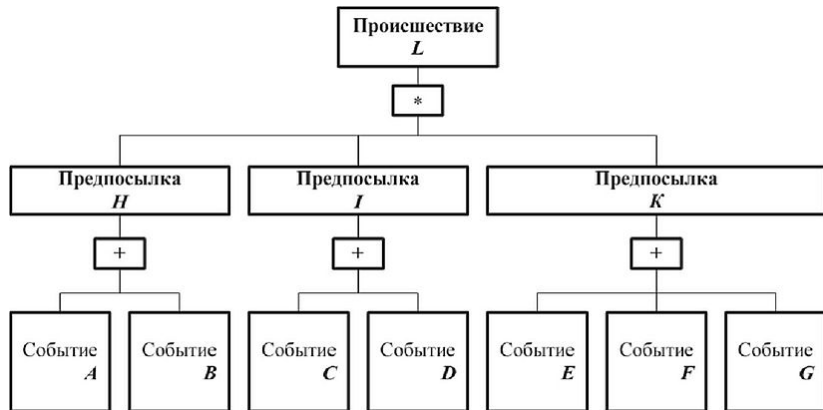 Происшествие
L
*
Предпосылка
H
Предпосылка
I
Предпосылка
K
+
+
+
Событие
A
Событие
B
Событие
C
Событие
D
Событие
E
Событие
F
Событие
G